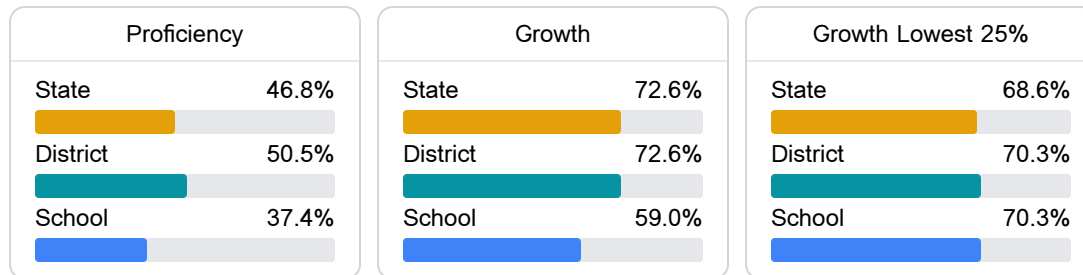 Proficiency
State 46.8%
District 50.5%
School 37.4%
Growth
State 72.6%
District 72.6%
School 59.0%
Growth Lowest 25%
State 68.6%
District 70.3%
School 70.3%